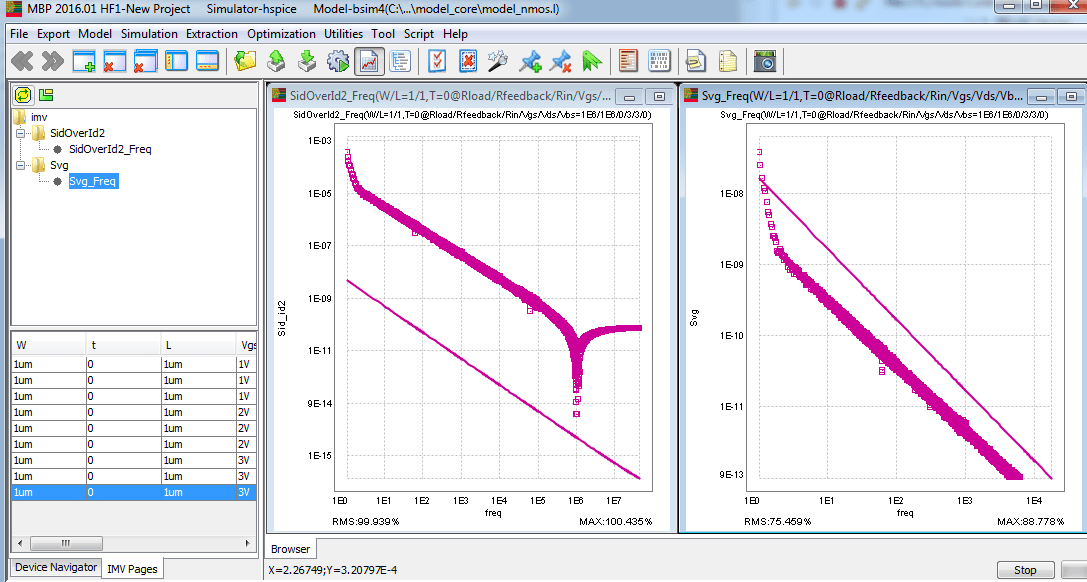 MBP 2016.01 HF1-New Project Simulator-hspice Model-bsim4(C:\...\model_core\model_nmos.l)
File Export Model Simulation Extraction Optimization Utilities Tool Script Help
imv
SidOverId2
SidOverId2_Freq
Svg
Svg_Freq
W t L Vgs
1um 0 1um 1V
1um 0 1um 1V
1um 0 1um 1V
1um 0 1um 2V
1um 0 1um 2V
1um 0 1um 2V
1um 0 1um 3V
1um 0 1um 3V
1um 0 1um 3V
Device Navigator IMV Pages
SidOverId2_Freq(W/L=1/1,T=0@Rload/Rfeedback/Rin/Vgs/...
SidOverId2_Freq(W/L=1/1,T=0@Rload/Rfeedback/Rin/Vgs/Vds/Vbs=1E6/1E6/0/3/3/0)
1E-03
1E-05
1E-07
1E-09
1E-11
9E-14
1E-15
Sid_id2
1E0 1E1 1E2 1E3 1E4 1E5 1E6 1E7
freq
RMS:99.939% MAX:100.435%
Svg_Freq(W/L=1/1,T=0@Rload/Rfeedback/Rin/Vgs/Vds/Vb...
Svg_Freq(W/L=1/1,T=0@Rload/Rfeedback/Rin/Vgs/Vds/Vbs=1E6/1E6/0/3/3/0)
1E-08
1E-09
1E-10
1E-11
9E-13
Svg
1E0 1E1 1E2 1E3 1E4
freq
RMS:75.459% MAX:88.778%
Browser
X=2.26749;Y=3.20797E-4
Stop